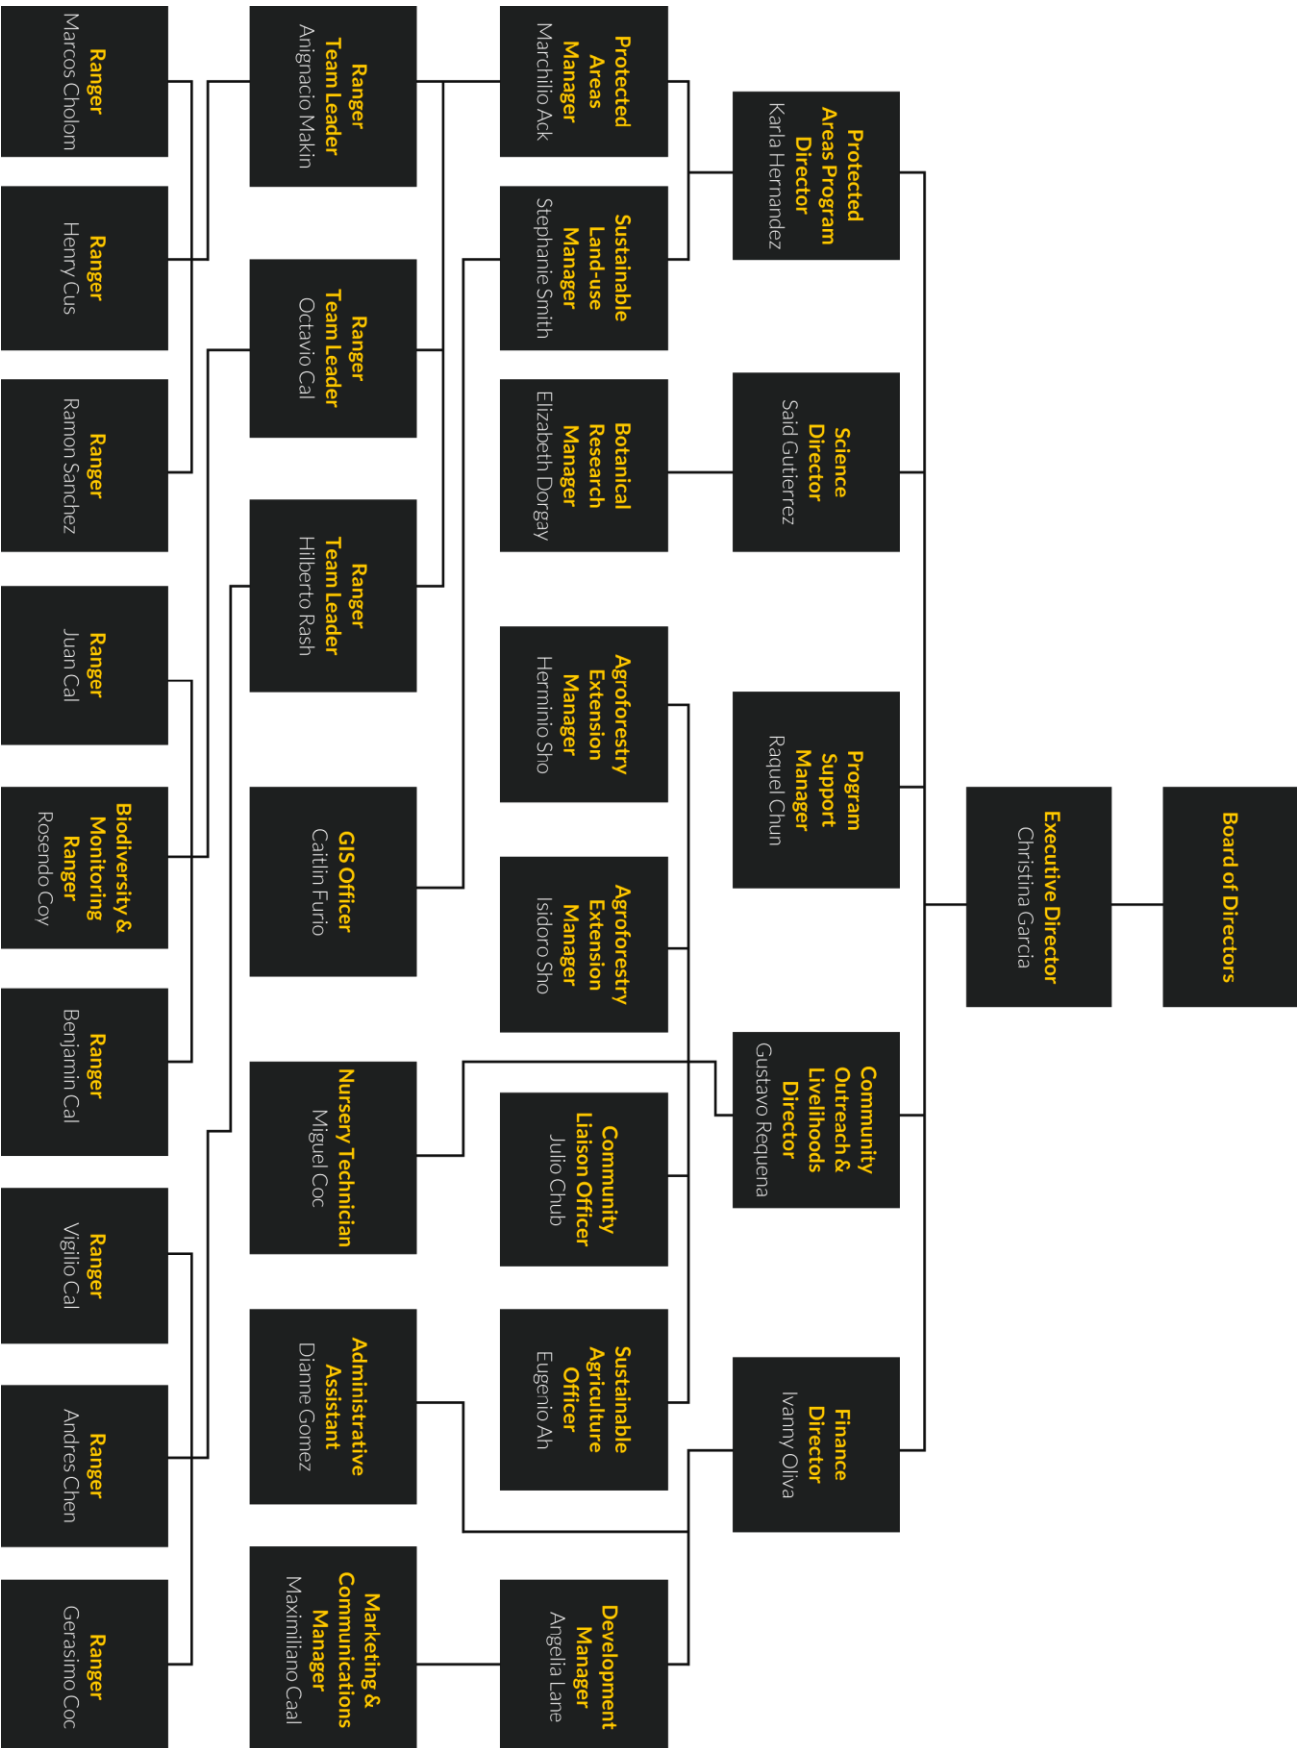 Board of Directors
Executive Director
Christina Garcia
Protected
Areas Program
Director
Karla Hernandez
Science
Director
Said Gutierrez
Program
Support
Manager
Raquel Chun
Community
Outreach &
Livelihoods
Director
Gustavo Requena
Finance
Director
Ivanny Oliva
Protected
Areas
Manager
Marchilio Ack
Sustainable
Land-use
Manager
Stephanie Smith
Botanical
Research
Manager
Elizabeth Dorgay
Agroforestry
Extension
Manager
Herminio Sho
Agroforestry
Extension
Manager
Isidoro Sho
Community
Liaison Officer
Julio Chub
Sustainable
Agriculture
Officer
Eugenio Ah
Development
Manager
Angelia Lane
Ranger
Team Leader
Anignacio Makin
Ranger
Team Leader
Octavio Cal
Ranger
Team Leader
Hilberto Rash
GIS Officer
Caitlin Furio
Nursery Technician
Miguel Coc
Administrative
Assistant
Dianne Gomez
Marketing &
Communications
Manager
Maximiliano Caal
Ranger
Marcos Cholom
Ranger
Henry Cus
Ranger
Ramon Sanchez
Ranger
Juan Cal
Biodiversity &
Monitoring
Ranger
Rosendo Coy
Ranger
Benjamin Cal
Ranger
Vigilio Cal
Ranger
Andres Chen
Ranger
Gerasimo Coc